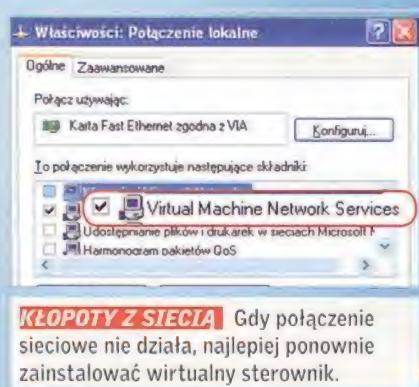 Właściwości: Połączenie lokalne
Ogólne Zaawansowane
Połącz używając:
Karta Fast Ethernet zgodna z VIA
Konfiguruj...
To połączenie wykorzystuje następujące składniki:
Virtual Machine Network Services
Udostępnianie plików i drukarek w sieciach Microsoft N
Harmonogram pakietów QoS
KŁOPOTY Z SIECIĄ Gdy połączenie
sieciowe nie działa, najlepiej ponownie
zainstalować wirtualny sterownik.